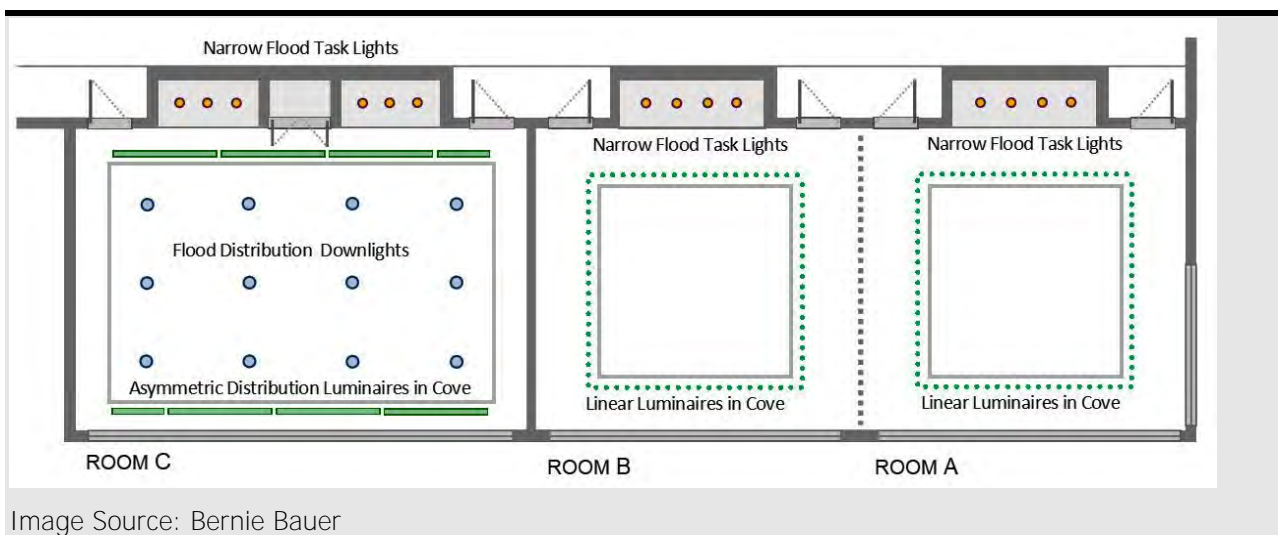 Narrow Flood Task Lights
Narrow Flood Task Lights
Narrow Flood Task Lights
Flood Distribution Downlights
Asymmetric Distribution Luminaires in Cove
Linear Luminaires in Cove
Linear Luminaires in Cove
ROOM C
ROOM B
ROOM A
Image Source: Bernie Bauer